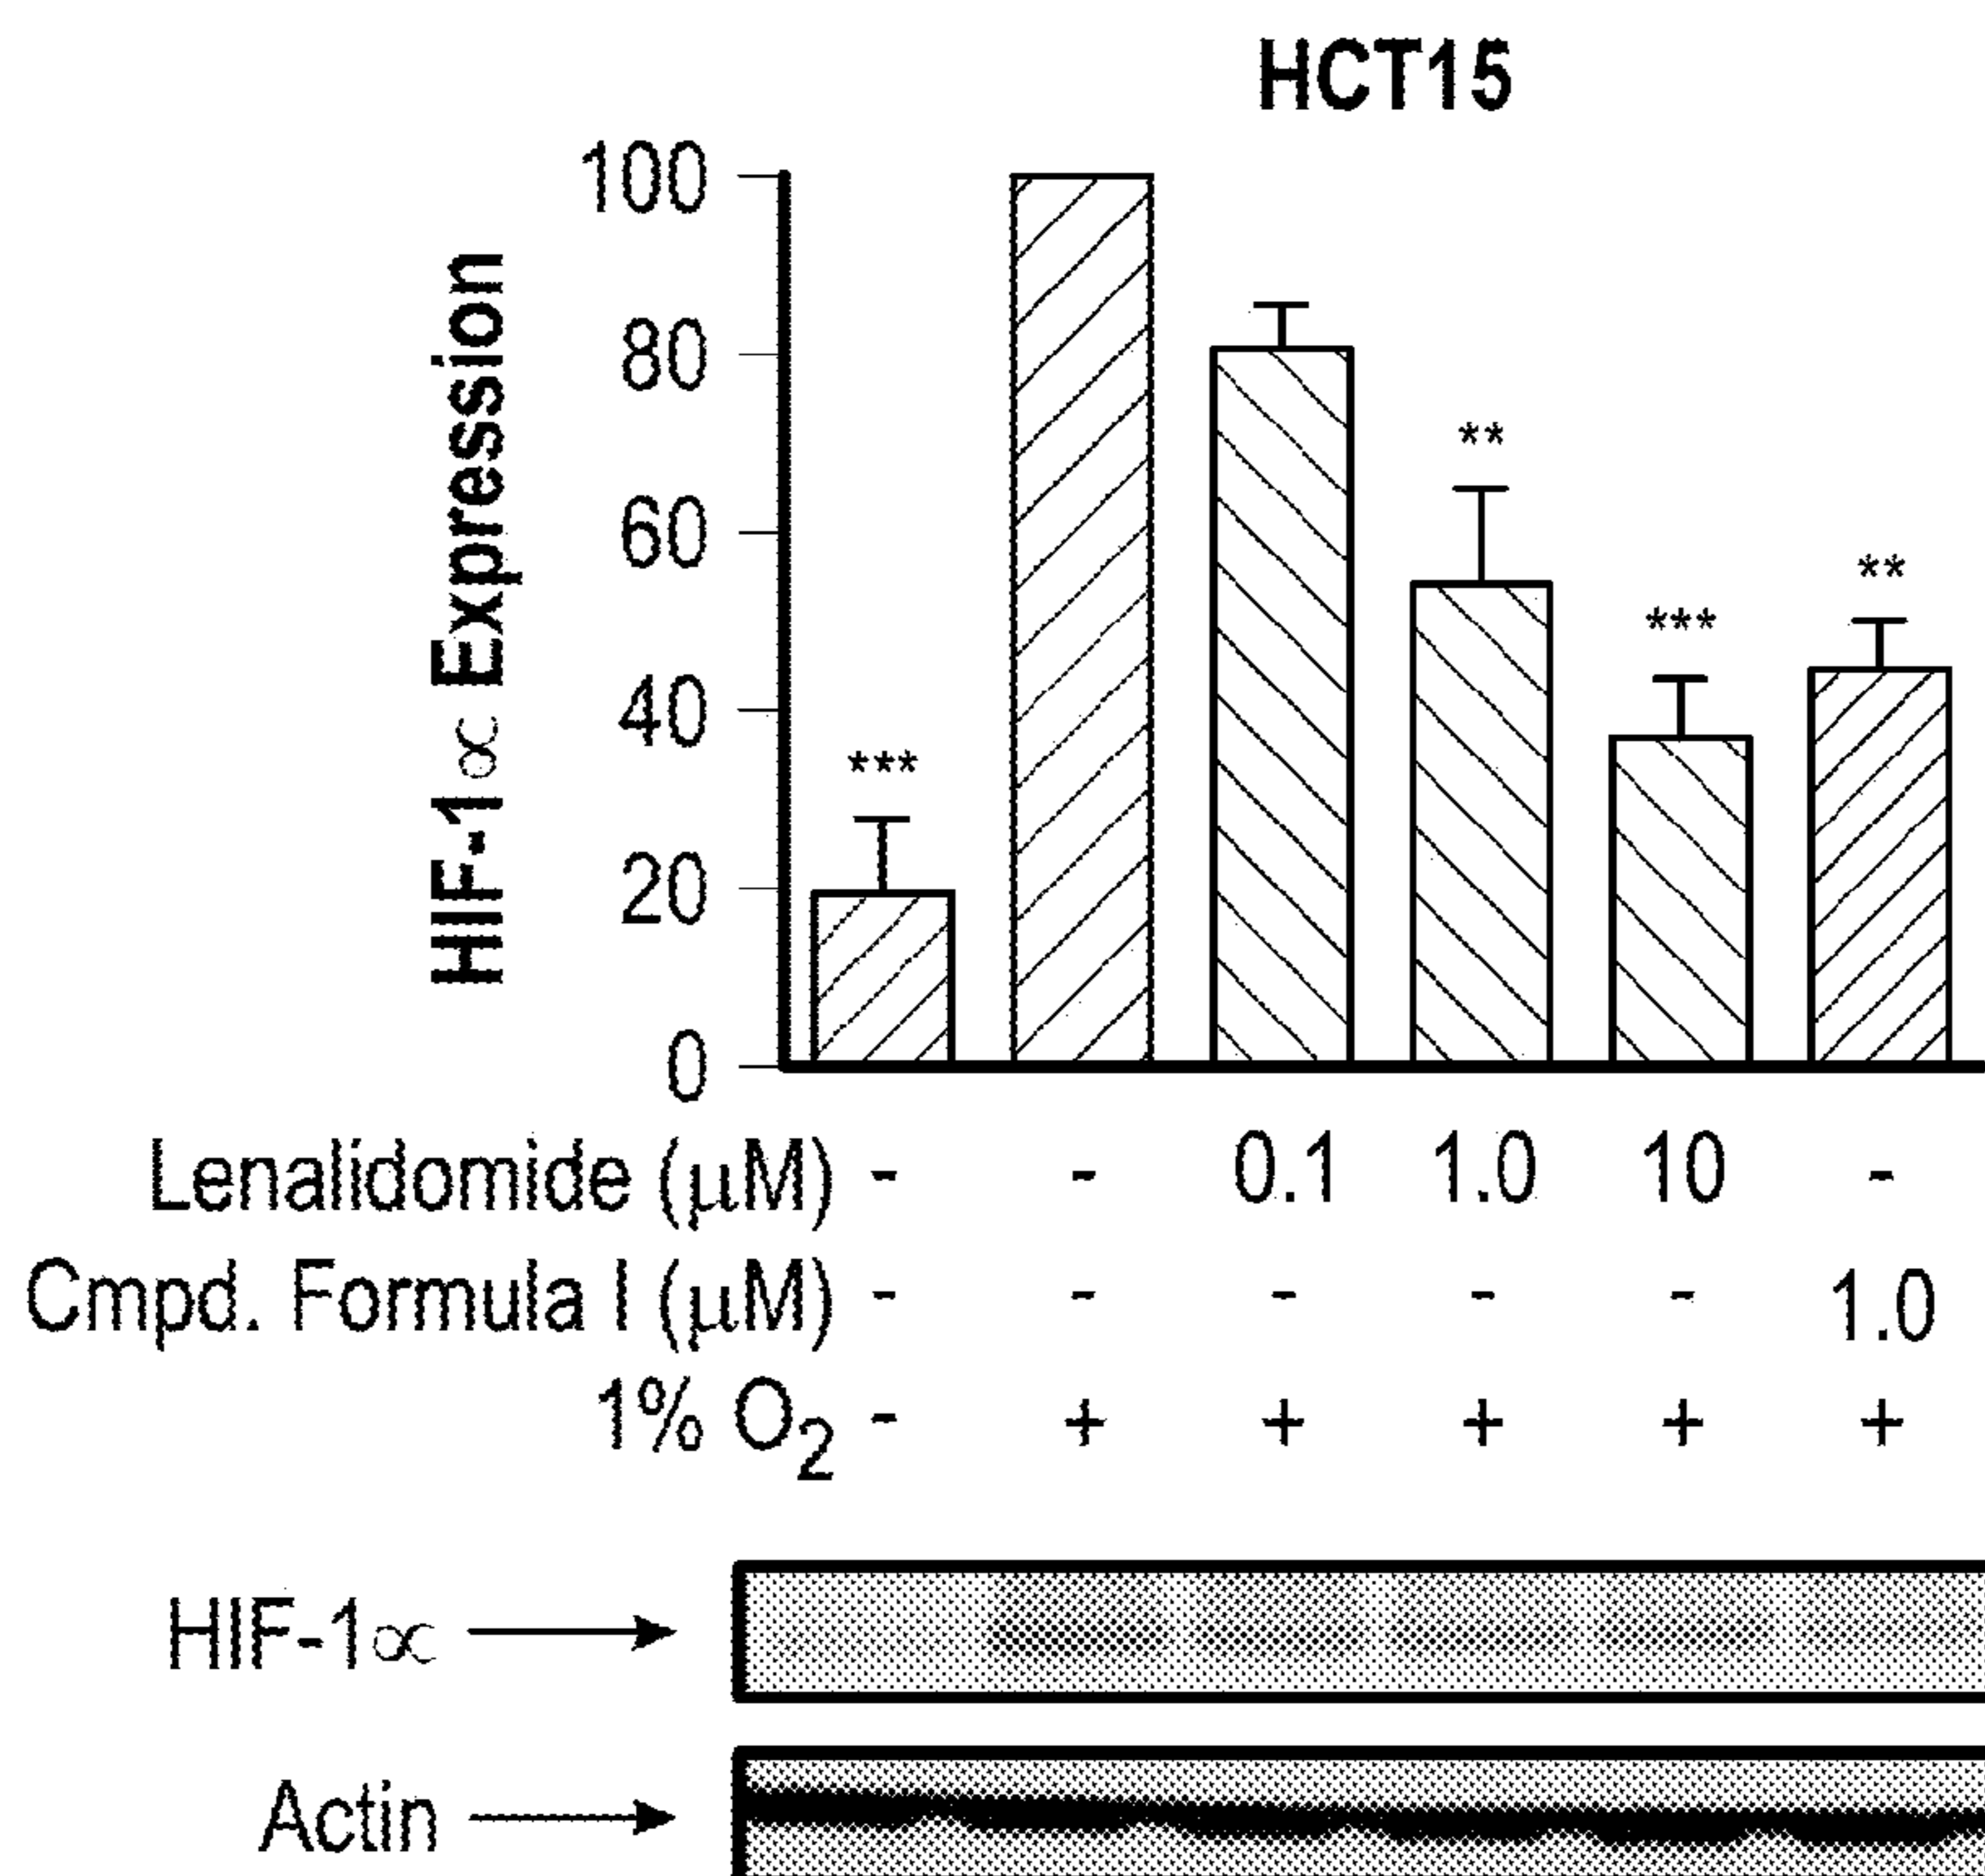 HCT15
HIF-1∝ Expression
100
80
60
40
20
0
***
**
***
**
Lenalidomide (μM) - - 0.1 1.0 10 -
Cmpd. Formula I (μM) - - - - - 1.0
1% O2 - + + + + +
HIF-1∝
Actin